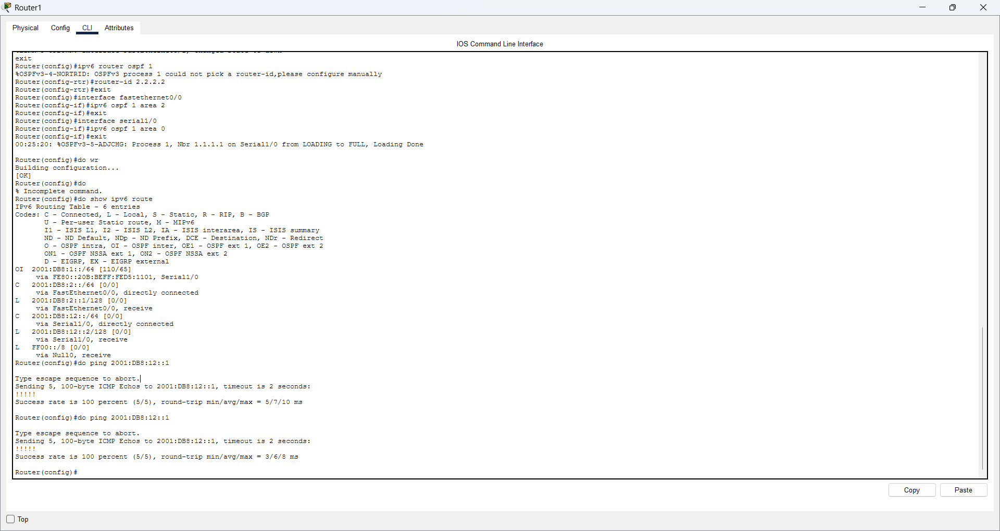 Router1
Physical Config CLI Attributes
IOS Command Line Interface
exit
Router(config)#ipv6 router ospf 1
%OSPFv3-4-NORTRID: OSPFv3 process 1 could not pick a router-id,please configure manually
Router(config-rtr)#router-id 2.2.2.2
Router(config-rtr)#exit
Router(config)#interface fastethernet0/0
Router(config-if)#ipv6 ospf 1 area 2
Router(config-if)#exit
Router(config)#interface serial1/0
Router(config-if)#ipv6 ospf 1 area 0
Router(config-if)#exit
00:25:20: %OSPFv3-5-ADJCHG: Process 1, Nbr 1.1.1.1 on Serial1/0 from LOADING to FULL, Loading Done
Router(config)#do wr
Building configuration...
[OK]
Router(config)#do
% Incomplete command.
Router(config)#do show ipv6 route
IPv6 Routing Table - 6 entries
Codes: C - Connected, L - Local, S - Static, R - RIP, B - BGP
U - Per-user Static route, M - MIPv6
I1 - ISIS L1, I2 - ISIS L2, IA - ISIS interarea, IS - ISIS summary
ND - ND Default, NDp - ND Prefix, DCE - Destination, NDr - Redirect
O - OSPF intra, OI - OSPF inter, OE1 - OSPF ext 1, OE2 - OSPF ext 2
ON1 - OSPF NSSA ext 1, ON2 - OSPF NSSA ext 2
D - EIGRP, EX - EIGRP external
OI 2001:DB8:1::/64 [110/65]
via FE80::20B:BEFF:FED5:1101, Serial1/0
C 2001:DB8:2::/64 [0/0]
via FastEthernet0/0, directly connected
L 2001:DB8:2::1/128 [0/0]
via FastEthernet0/0, receive
C 2001:DB8:12::/64 [0/0]
via Serial1/0, directly connected
L 2001:DB8:12::2/128 [0/0]
via Serial1/0, receive
L FF00::/8 [0/0]
via Null0, receive
Router(config)#do ping 2001:DB8:12::1
Type escape sequence to abort.
Sending 5, 100-byte ICMP Echos to 2001:DB8:12::1, timeout is 2 seconds:
!!!!!
Success rate is 100 percent (5/5), round-trip min/avg/max = 5/7/10 ms
Router(config)#do ping 2001:DB8:12::1
Type escape sequence to abort.
Sending 5, 100-byte ICMP Echos to 2001:DB8:12::1, timeout is 2 seconds:
!!!!!
Success rate is 100 percent (5/5), round-trip min/avg/max = 3/6/8 ms
Router(config)#
Copy Paste
Top